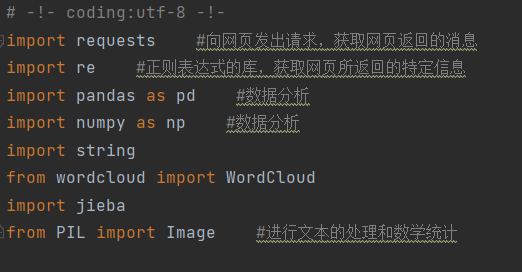 # -!- coding:utf-8 -!-
import requests    #向网页发出请求，获取网页返回的消息
import re    #正则表达式的库，获取网页所返回的特定信息
import pandas as pd    #数据分析
import numpy as np    #数据分析
import string
from wordcloud import WordCloud
import jieba
from PIL import Image    #进行文本的处理和数学统计